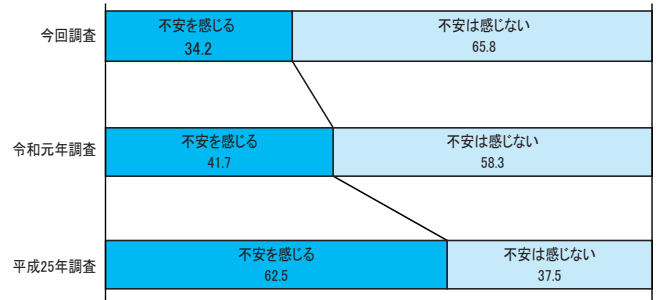 今回調査
不安を感じる
34.2
不安は感じない
65.8
令和元年調査
不安を感じる
41.7
不安は感じない
58.3
平成25年調査
不安を感じる
62.5
不安は感じない
37.5